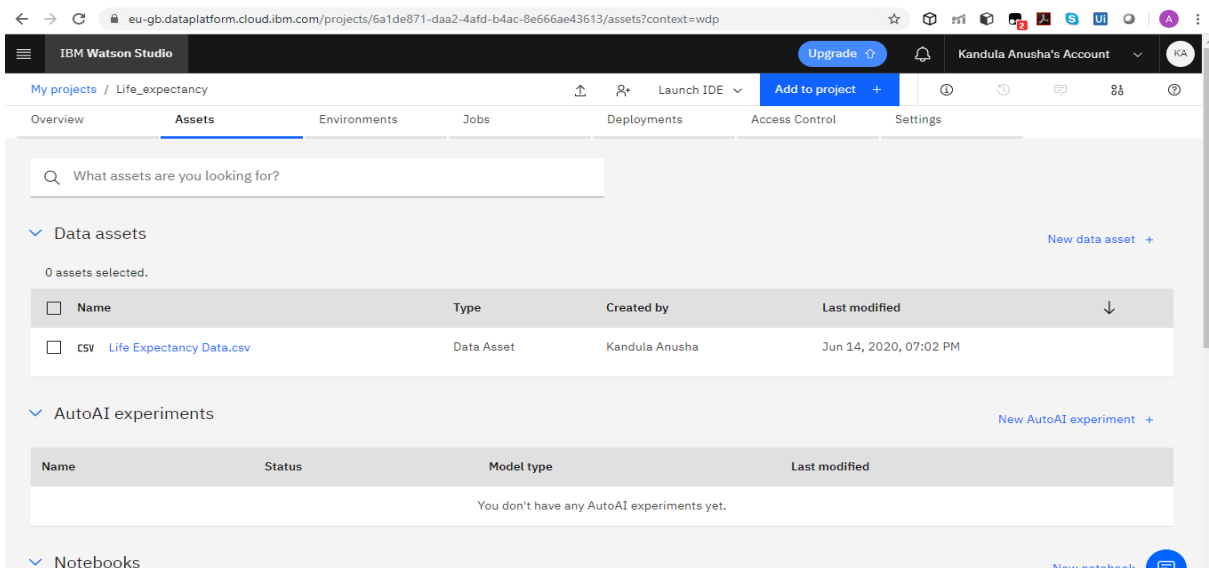 eu-gb.dataplatform.cloud.ibm.com/projects/6a1de871-daa2-4afd-b4ac-8e666ae43613/assets?context=wdp
2 S Ui A
IBM Watson Studio Upgrade Kandula Anusha's Account KA
My projects / Life_expectancy Launch IDE Add to project +
Overview Assets Environments Jobs Deployments Access Control Settings
What assets are you looking for?
Data assets New data asset +
0 assets selected.
Name Type Created by Last modified
CSV Life Expectancy Data.csv Data Asset Kandula Anusha Jun 14, 2020, 07:02 PM
AutoAI experiments New AutoAI experiment +
Name Status Model type Last modified
You don't have any AutoAI experiments yet.
Notebooks New notebook